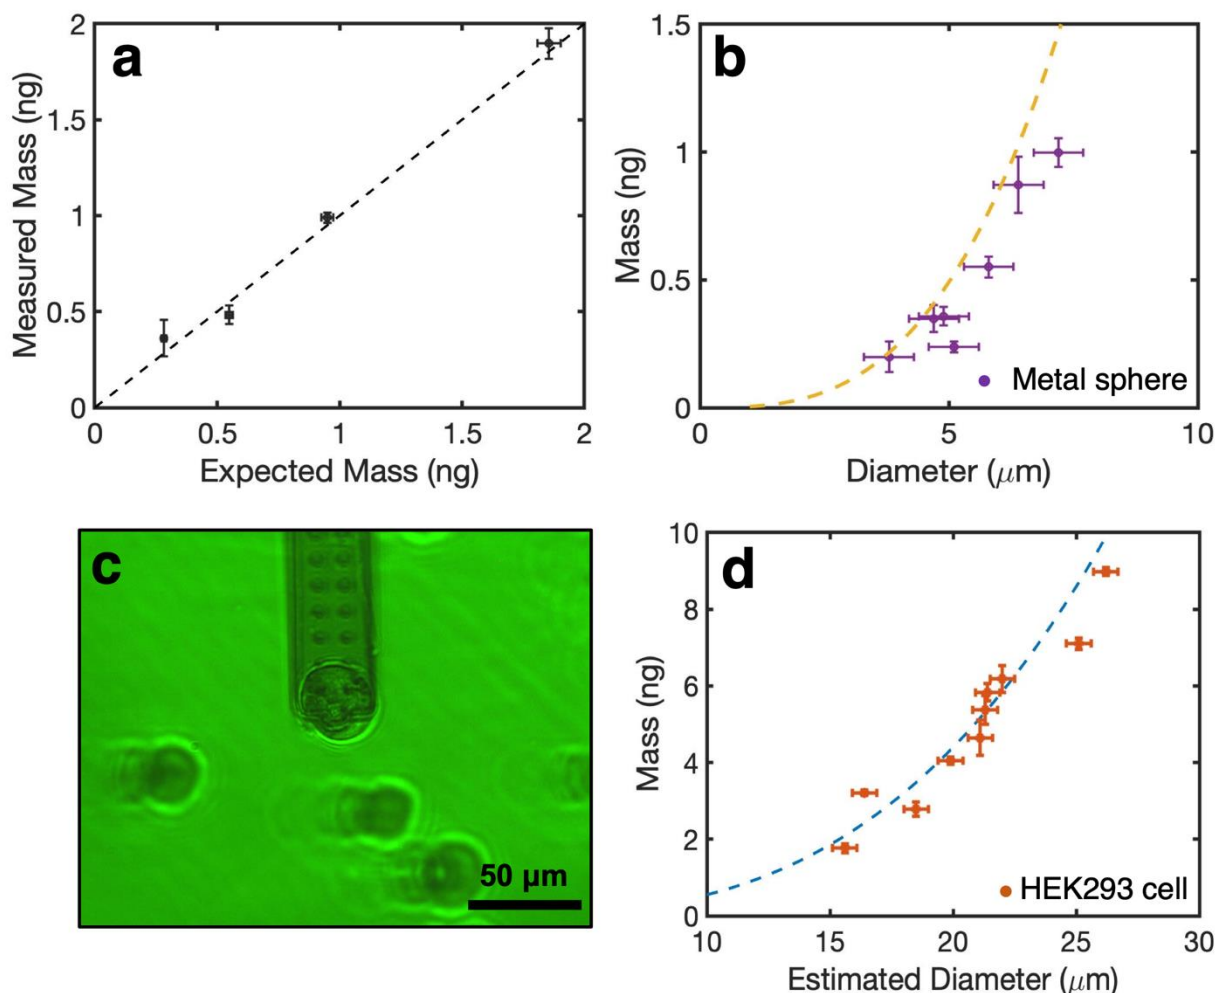 a
2
1.5
1
0.5
0
0
0.5
1
1.5
2
Measured Mass (ng)
Expected Mass (ng)
b
1.5
1
0.5
0
0
5
10
Mass (ng)
Diameter (μm)
Metal sphere
c
50 μm
d
10
8
6
4
2
0
10
15
20
25
30
Mass (ng)
Estimated Diameter (μm)
HEK293 cell